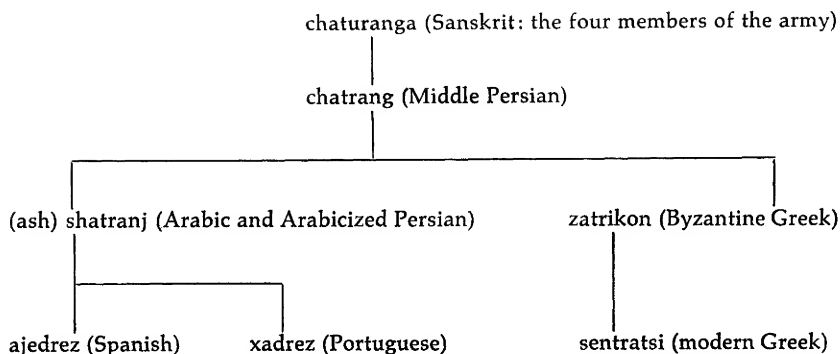 chaturanga (Sanskrit: the four members of the army)
chatrang (Middle Persian)
(ash) shatranj (Arabic and Arabicized Persian) zatrikon (Byzantine Greek)
ajedrez (Spanish) xadrez (Portuguese) sentratsi (modern Greek)